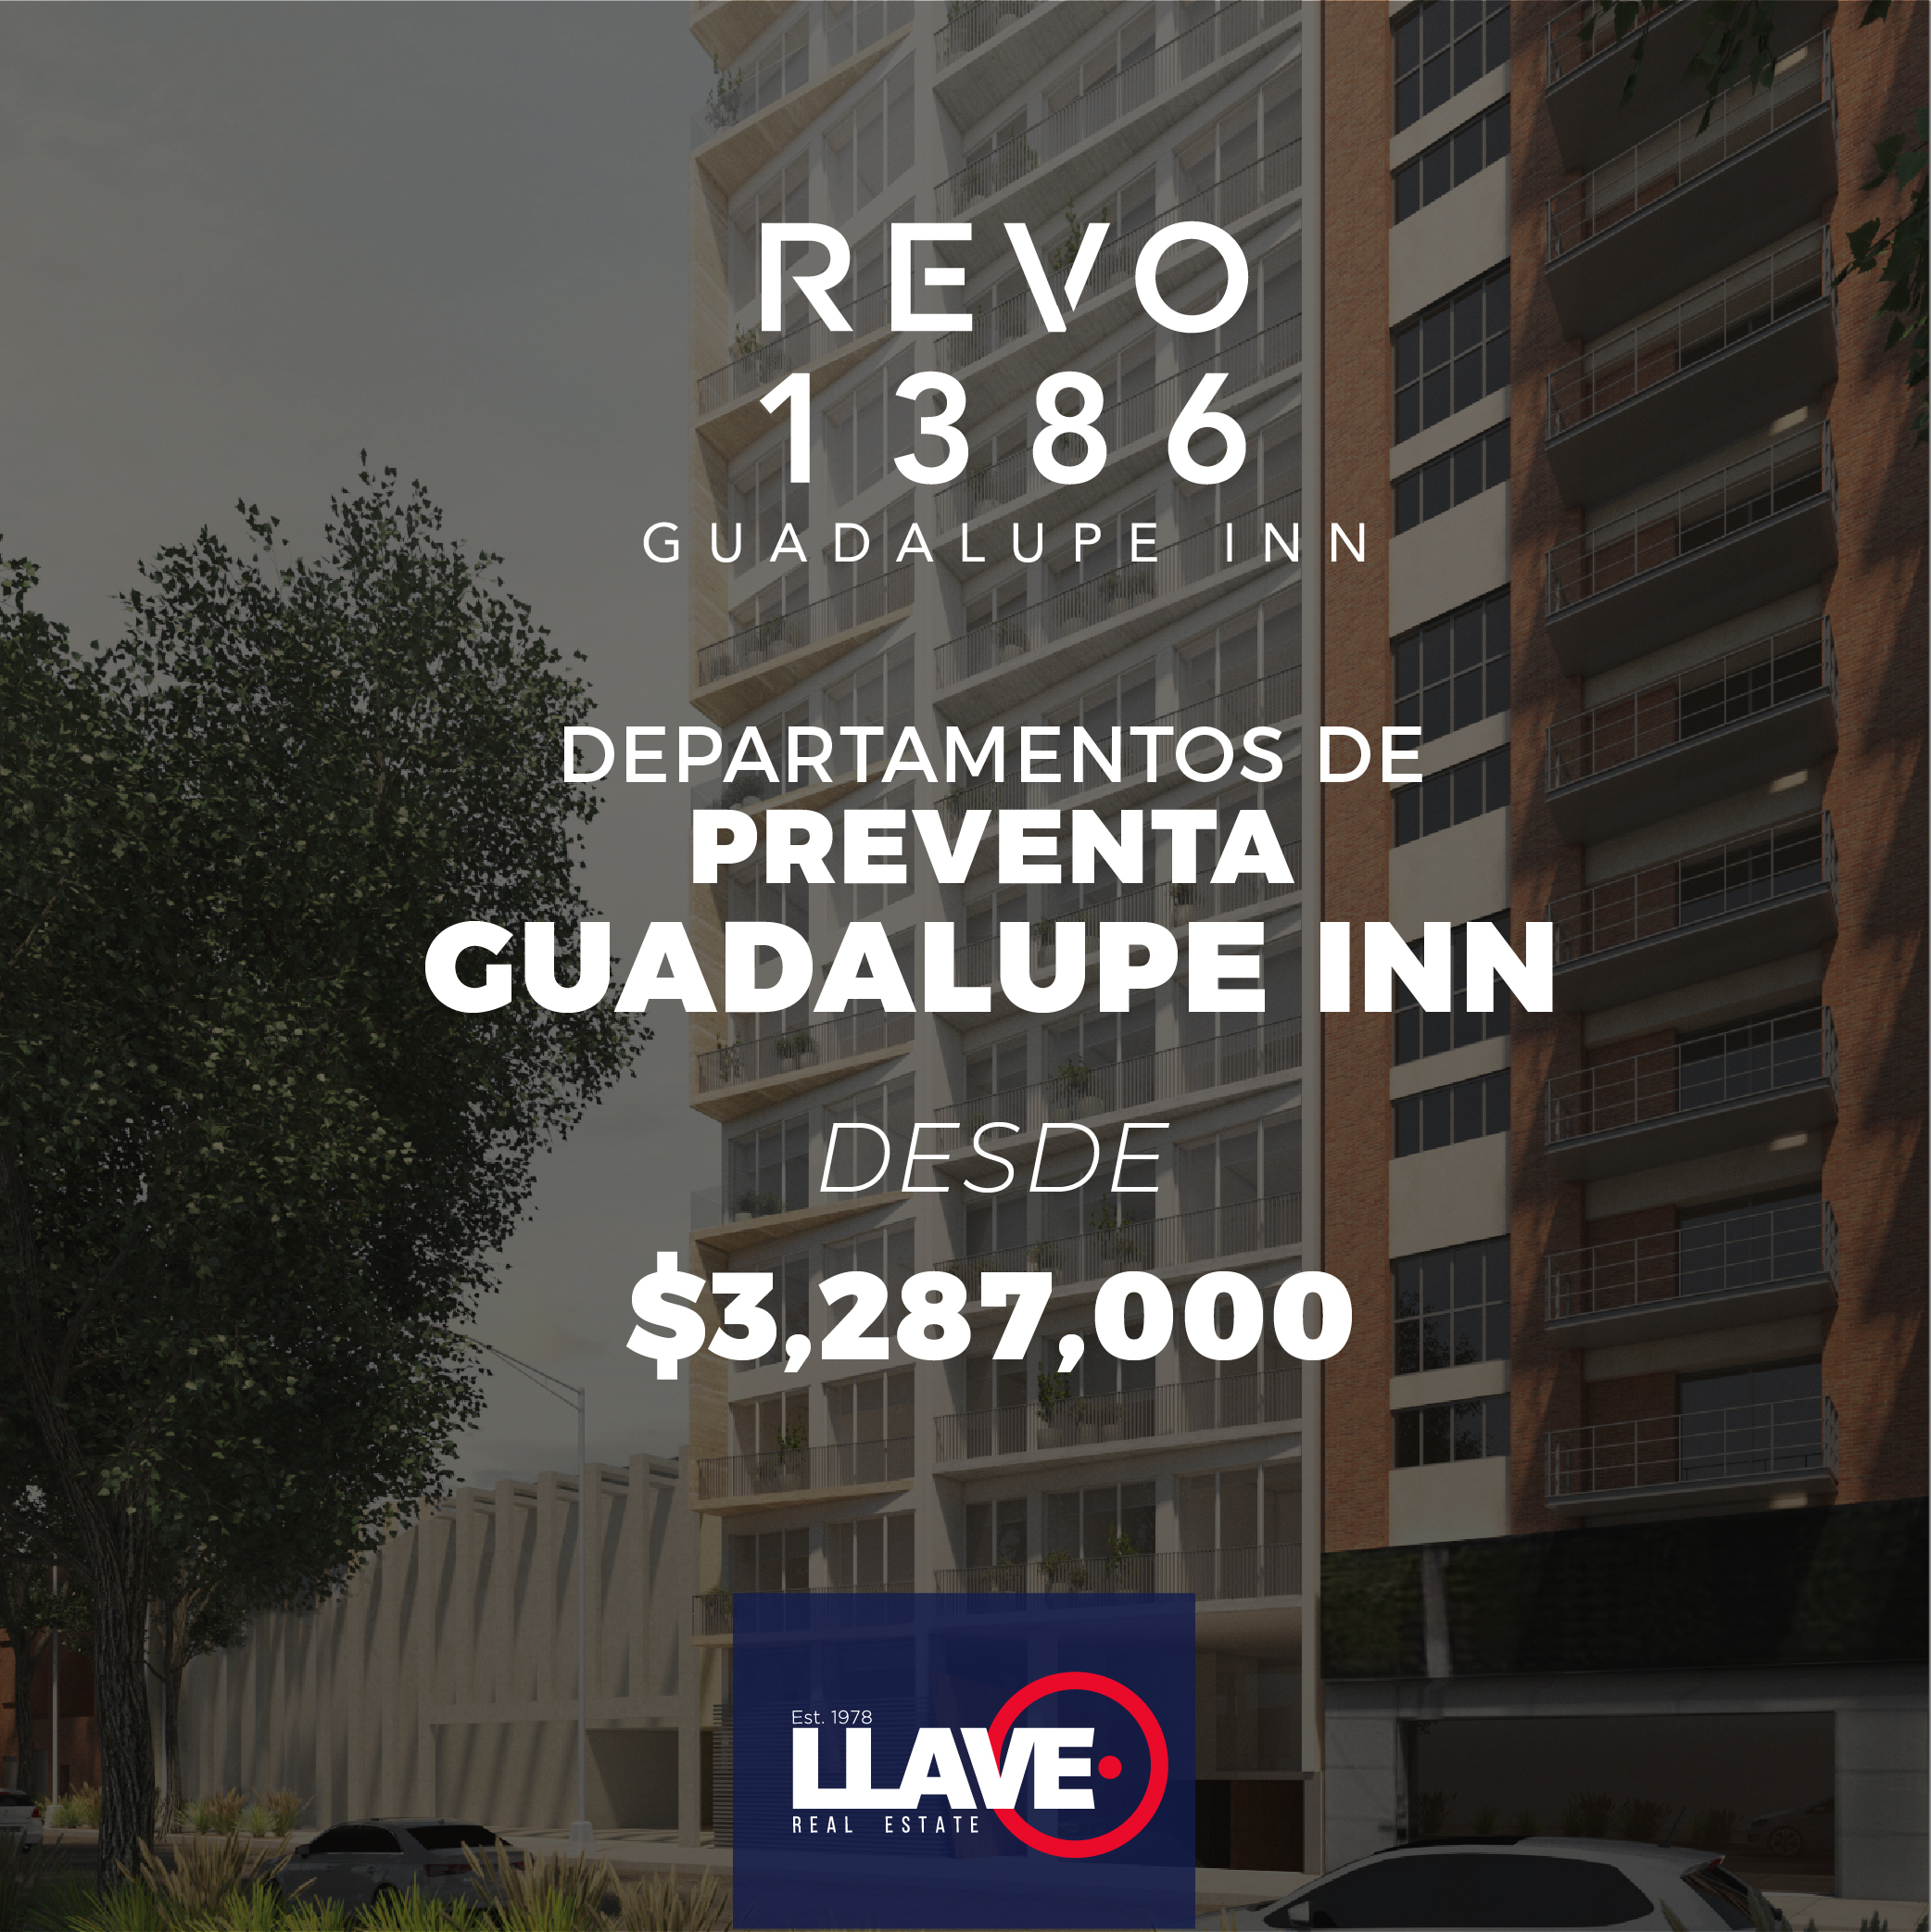 REVO
1386
GUADALUPE INN
DEPARTAMENTOS DE
PREVENTA
GUADALUPE INN
DESDE
$3,287,000
Est. 1978
LLAVE
REAL ESTATE